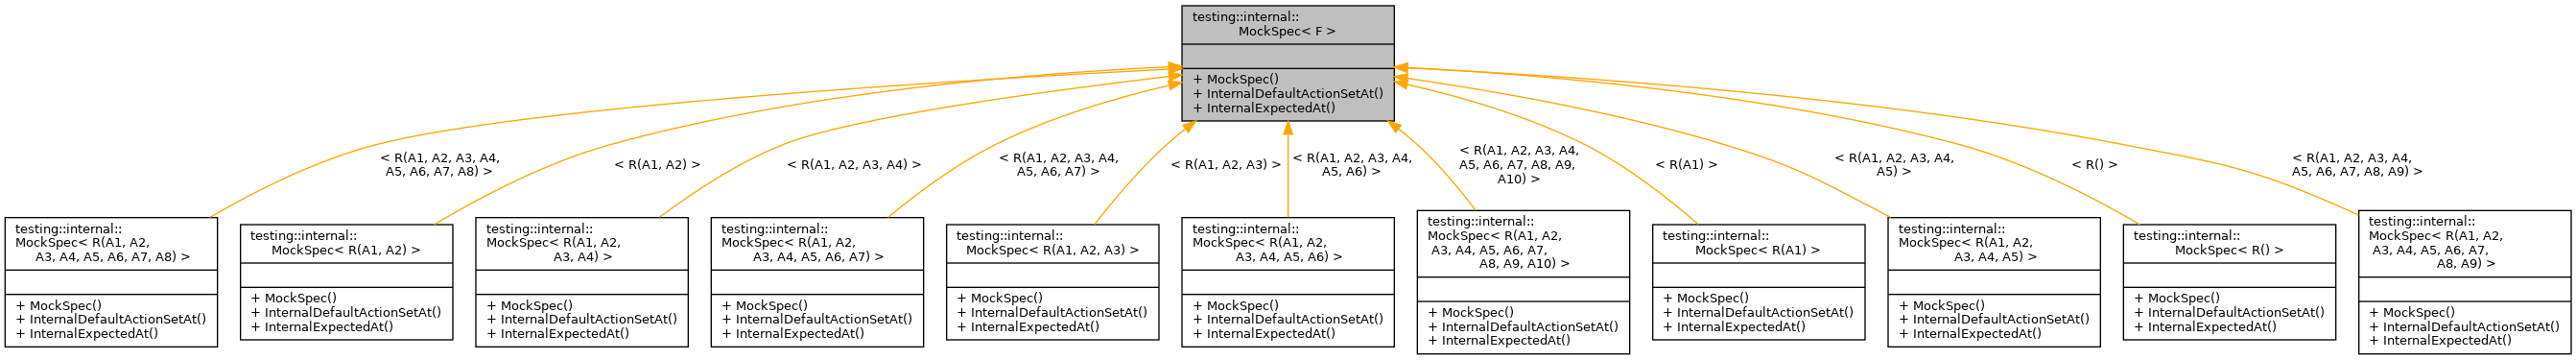 testing::internal::
MockSpec< F >
+ MockSpec()
+ InternalDefaultActionSetAt()
+ InternalExpectedAt()
< R(A1, A2, A3, A4,
A5, A6, A7, A8) >
< R(A1, A2) >
< R(A1, A2, A3, A4) >
< R(A1, A2, A3, A4,
A5, A6, A7) >
< R(A1, A2, A3) >
< R(A1, A2, A3, A4,
A5, A6) >
< R(A1, A2, A3, A4,
A5, A6, A7, A8, A9,
A10) >
< R(A1) >
< R(A1, A2, A3, A4,
A5) >
< R() >
< R(A1, A2, A3, A4,
A5, A6, A7, A8, A9) >
testing::internal::
MockSpec< R(A1, A2,
A3, A4, A5, A6, A7, A8) >
+ MockSpec()
+ InternalDefaultActionSetAt()
+ InternalExpectedAt()
testing::internal::
MockSpec< R(A1, A2) >
+ MockSpec()
+ InternalDefaultActionSetAt()
+ InternalExpectedAt()
testing::internal::
MockSpec< R(A1, A2,
A3, A4) >
+ MockSpec()
+ InternalDefaultActionSetAt()
+ InternalExpectedAt()
testing::internal::
MockSpec< R(A1, A2,
A3, A4, A5, A6, A7) >
+ MockSpec()
+ InternalDefaultActionSetAt()
+ InternalExpectedAt()
testing::internal::
MockSpec< R(A1, A2, A3) >
+ MockSpec()
+ InternalDefaultActionSetAt()
+ InternalExpectedAt()
testing::internal::
MockSpec< R(A1, A2,
A3, A4, A5, A6) >
+ MockSpec()
+ InternalDefaultActionSetAt()
+ InternalExpectedAt()
testing::internal::
MockSpec< R(A1, A2,
A3, A4, A5, A6, A7,
A8, A9, A10) >
+ MockSpec()
+ InternalDefaultActionSetAt()
+ InternalExpectedAt()
testing::internal::
MockSpec< R(A1) >
+ MockSpec()
+ InternalDefaultActionSetAt()
+ InternalExpectedAt()
testing::internal::
MockSpec< R(A1, A2,
A3, A4, A5) >
+ MockSpec()
+ InternalDefaultActionSetAt()
+ InternalExpectedAt()
testing::internal::
MockSpec< R() >
+ MockSpec()
+ InternalDefaultActionSetAt()
+ InternalExpectedAt()
testing::internal::
MockSpec< R(A1, A2,
A3, A4, A5, A6, A7,
A8, A9) >
+ MockSpec()
+ InternalDefaultActionSetAt()
+ InternalExpectedAt()